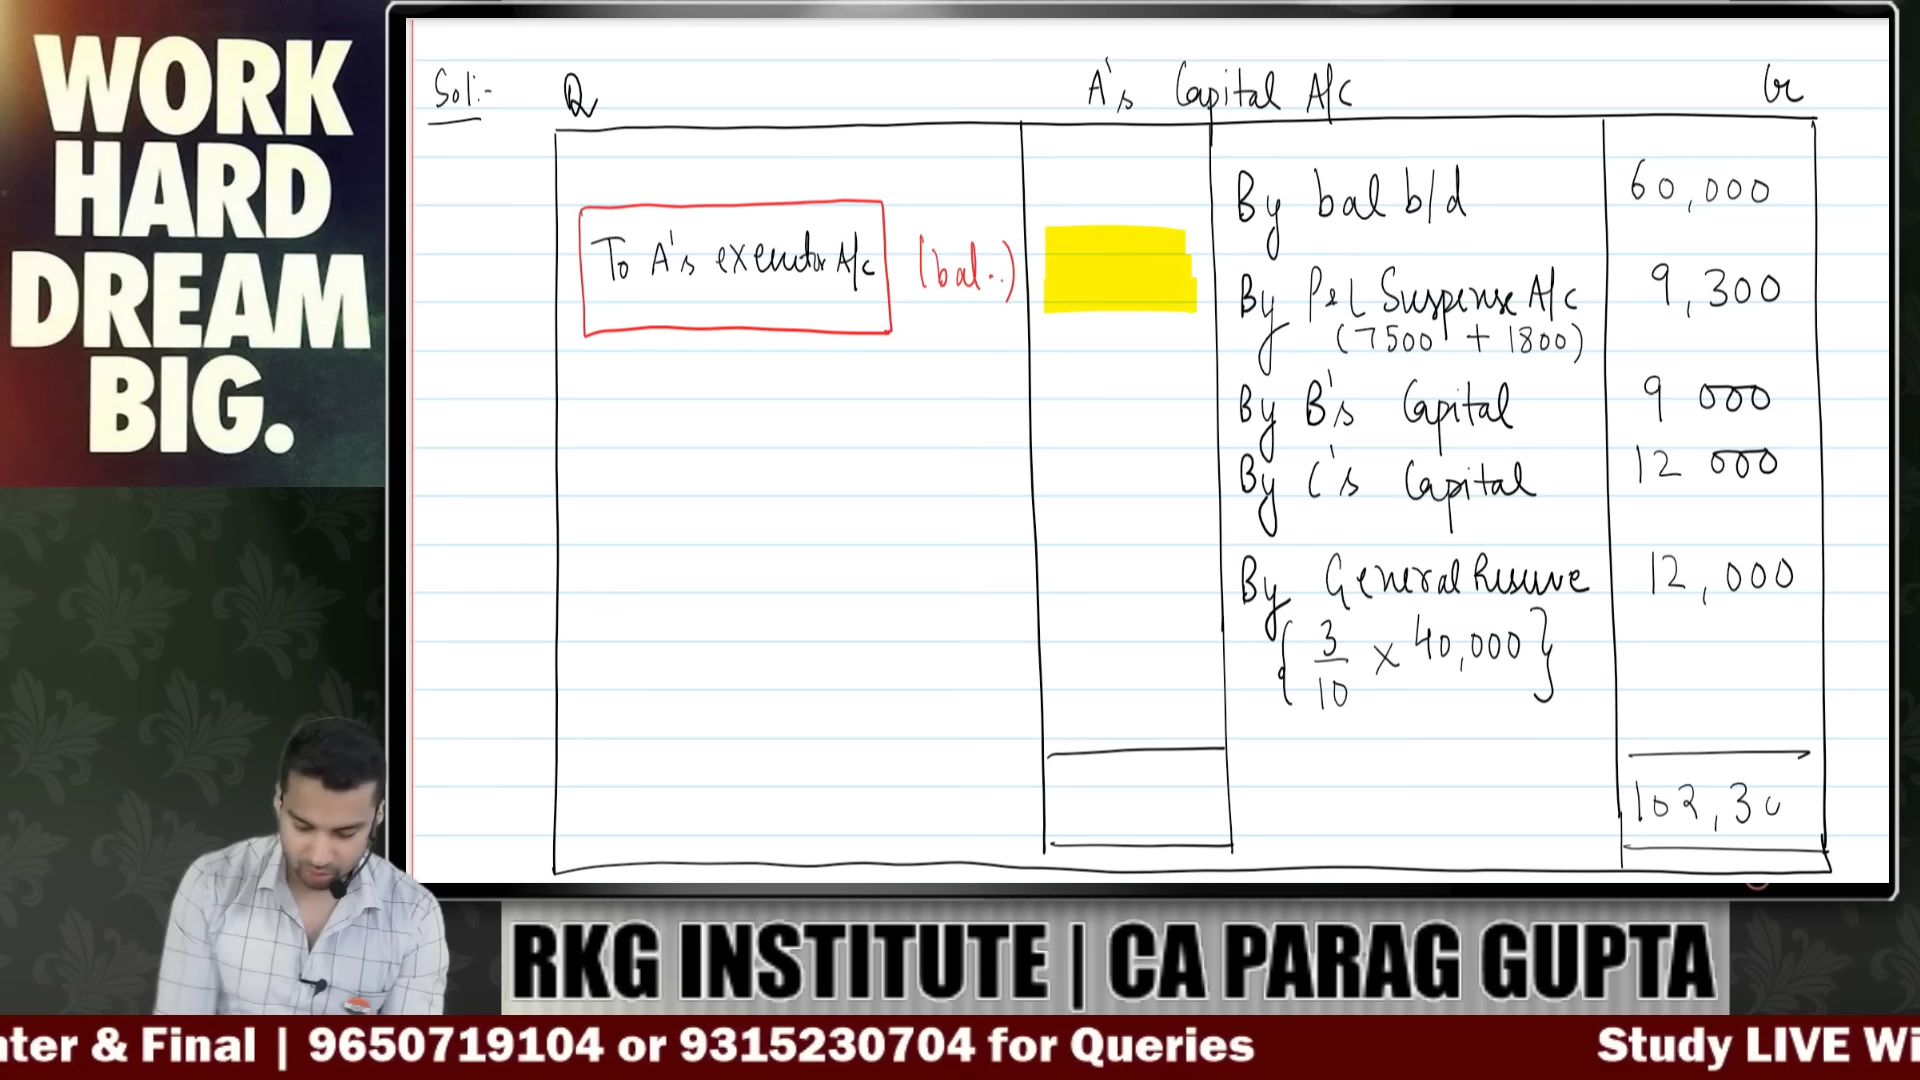 WORK
HARD
DREAM
BIG.
Sol:- Dr A's Capital A/c Cr
By bal b/d 60,000
To A's executor A/c (bal..)
By P&L Suspense A/c 9,300
(7500 + 1800)
By B's Capital 9 000
By C's Capital 12 000
By General Reserve 12,000
{ 3/10 × 40,000 }
102,30
RKG INSTITUTE | CA PARAG GUPTA
nter & Final | 9650719104 or 9315230704 for Queries Study LIVE Wi